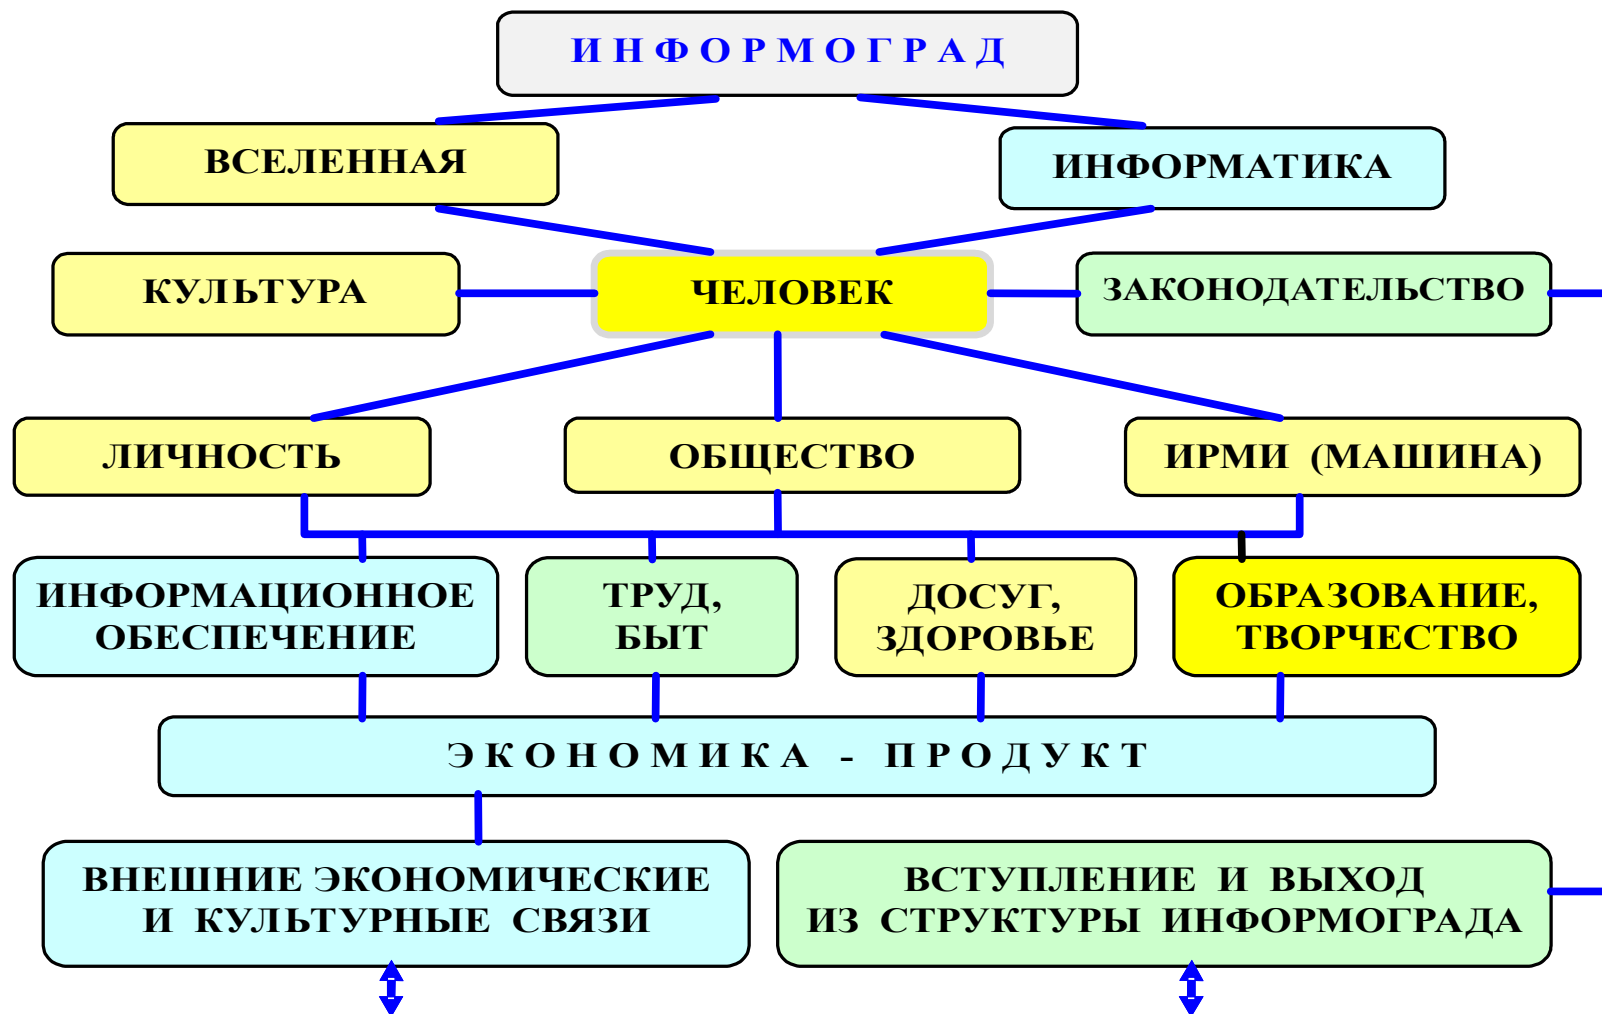 И Н Ф О Р М О Г Р А Д
ВСЕЛЕННАЯ
ИНФОРМАТИКА
КУЛЬТУРА
ЧЕЛОВЕК
ЗАКОНОДАТЕЛЬСТВО
ЛИЧНОСТЬ
ОБЩЕСТВО
ИРМИ (МАШИНА)
ИНФОРМАЦИОННОЕ
ОБЕСПЕЧЕНИЕ
ТРУД,
БЫТ
ДОСУГ,
ЗДОРОВЬЕ
ОБРАЗОВАНИЕ,
ТВОРЧЕСТВО
Э К О Н О М И К А - П Р О Д У К Т
ВНЕШНИЕ ЭКОНОМИЧЕСКИЕ
И КУЛЬТУРНЫЕ СВЯЗИ
ВСТУПЛЕНИЕ И ВЫХОД
ИЗ СТРУКТУРЫ ИНФОРМОГРАДА